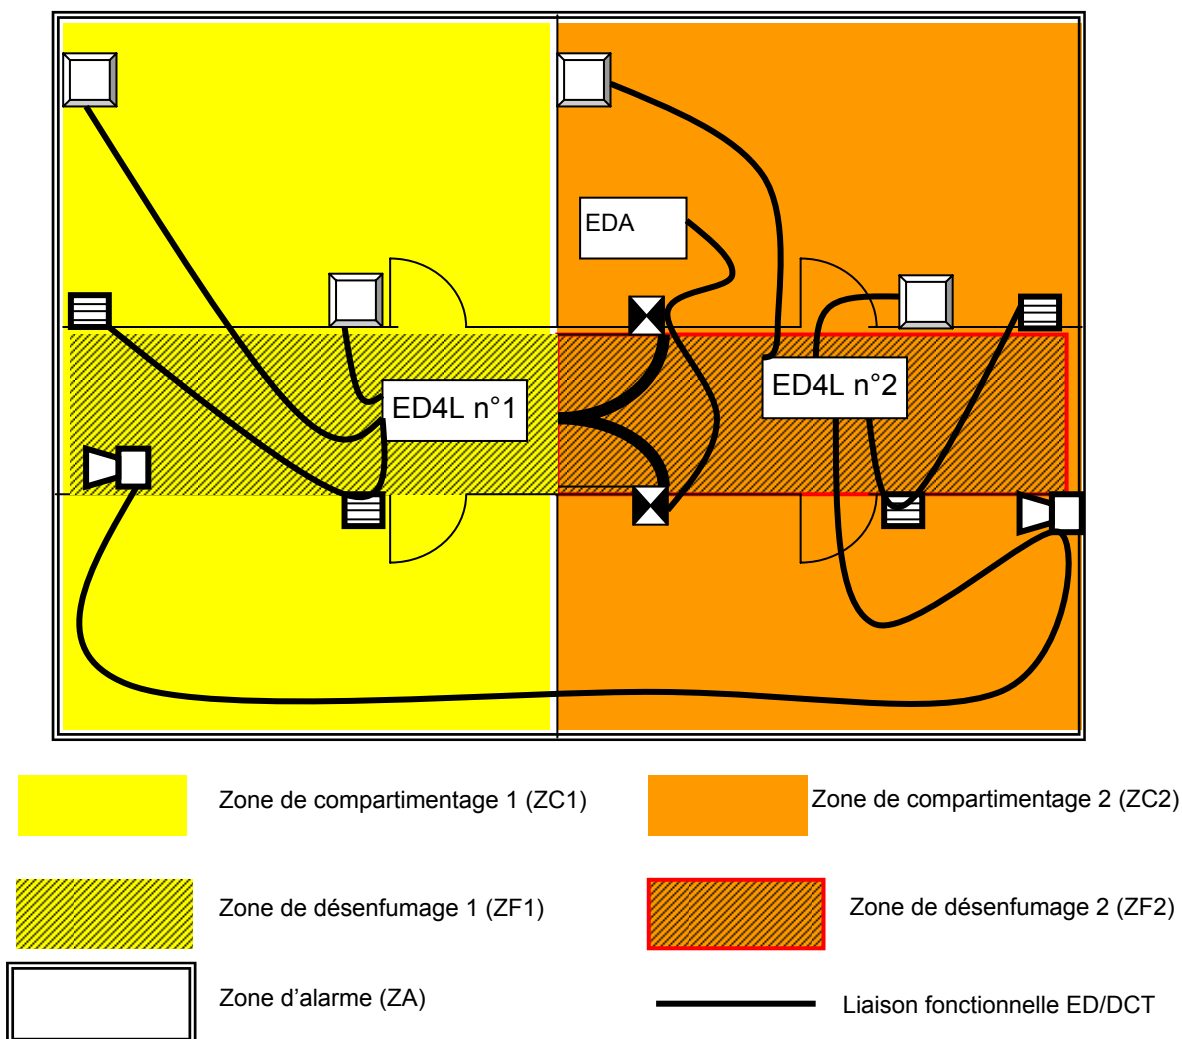 EDA
ED4L n°1
ED4L n°2
Zone de compartimentage 1 (ZC1)
Zone de compartimentage 2 (ZC2)
Zone de désenfumage 1 (ZF1)
Zone de désenfumage 2 (ZF2)
Zone d’alarme (ZA)
Liaison fonctionnelle ED/DCT